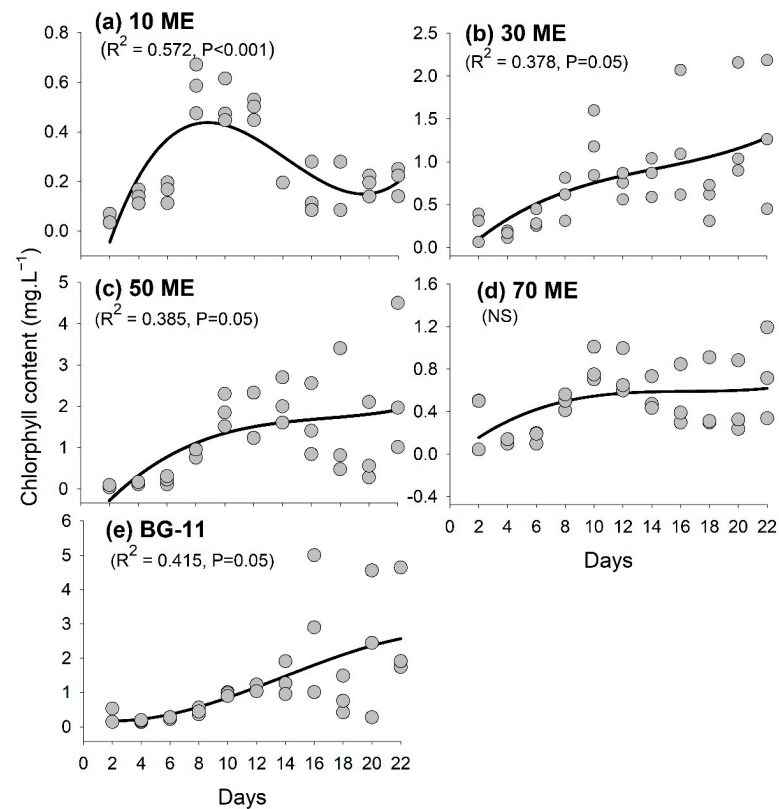 (a) 10 ME
(R² = 0.572, P<0.001)
0.8
0.6
0.4
0.2
0.0
(b) 30 ME
(R² = 0.378, P=0.05)
2.5
2.0
1.5
1.0
0.5
0.0
Chlorphyll content (mg.L⁻¹)
(c) 50 ME
(R² = 0.385, P=0.05)
5
4
3
2
1
0
(d) 70 ME
(NS)
1.6
1.2
0.8
0.4
0.0
-0.4
0 2 4 6 8 10 12 14 16 18 20 22
Days
(e) BG-11
(R² = 0.415, P=0.05)
6
5
4
3
2
1
0
0 2 4 6 8 10 12 14 16 18 20 22
Days